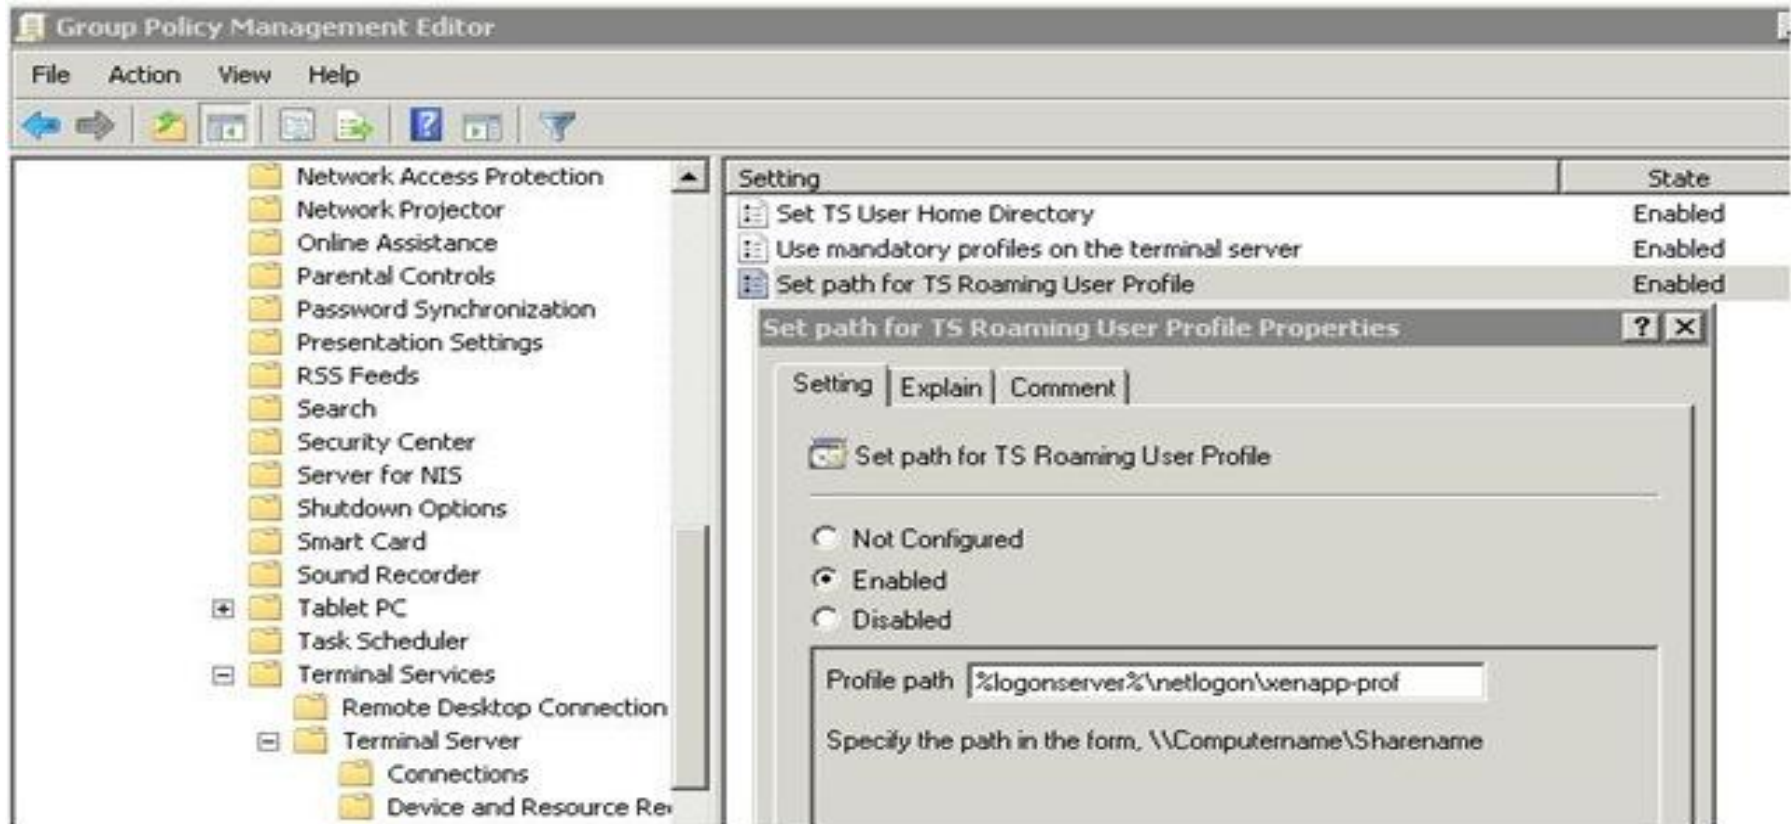 Group Policy Management Editor
File Action View Help
Network Access Protection
Network Projector
Online Assistance
Parental Controls
Password Synchronization
Presentation Settings
RSS Feeds
Search
Security Center
Server for NIS
Shutdown Options
Smart Card
Sound Recorder
Tablet PC
Task Scheduler
Terminal Services
Remote Desktop Connection
Terminal Server
Connections
Device and Resource Re
Setting State
Set TS User Home Directory Enabled
Use mandatory profiles on the terminal server Enabled
Set path for TS Roaming User Profile Enabled
Set path for TS Roaming User Profile Properties
Setting Explain Comment
Set path for TS Roaming User Profile
Not Configured
Enabled
Disabled
Profile path %logonserver%\netlogon\xenapp-prof
Specify the path in the form, \\Computername\Sharename